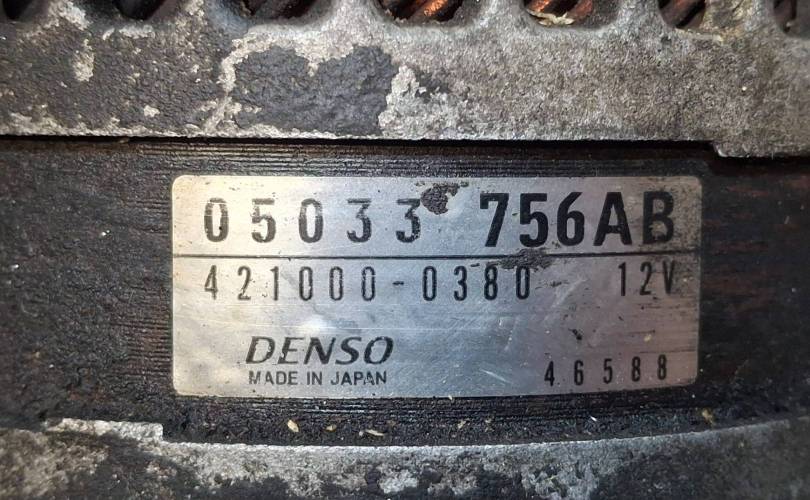 05033 756AB
421000-0380 12V
DENSO
MADE IN JAPAN 46588